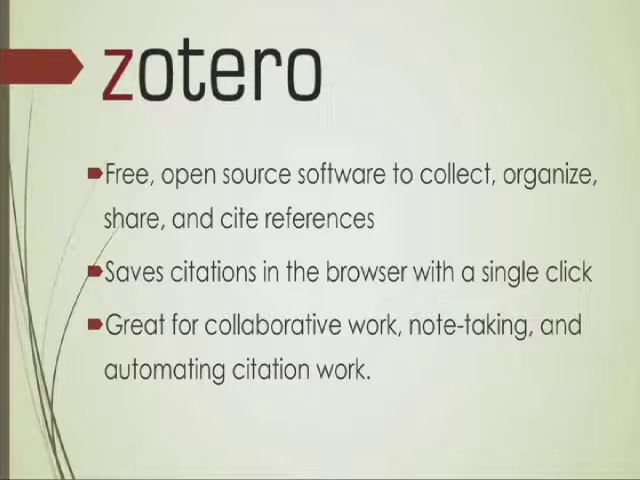 zotero
Free, open source software to collect, organize,
share, and cite references
Saves citations in the browser with a single click
Great for collaborative work, note-taking, and
automating citation work.